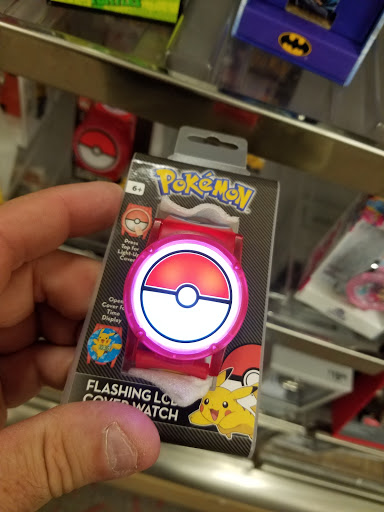 6+
POKéMON
Press
Top for
Light-Up
Cover
Open
Cover for
Time
Display
FLASHING LCD
COVER WATCH